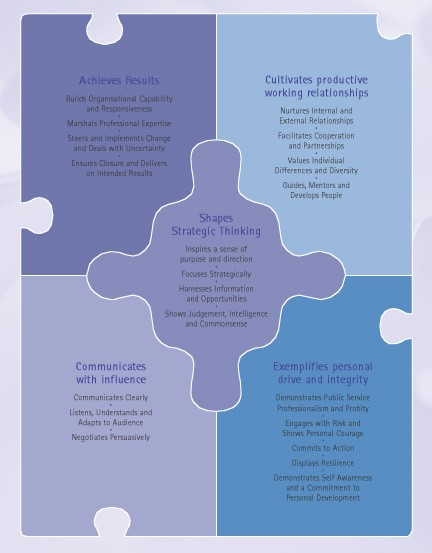 Achieves Results
Builds Organisational Capability
and Responsiveness
Marshals Professional Expertise
Steers and Implements Change
and Deals with Uncertainty
Ensures Closure and Delivers
on Intended Results
Cultivates productive
working relationships
Nurtures Internal and
External Relationships
Facilitates Cooperation
and Partnerships
Values Individual
Differences and Diversity
Guides, Mentors and
Develops People
Shapes
Strategic Thinking
Inspires a sense of
purpose and direction
Focuses Strategically
Harnesses Information
and Opportunities
Shows Judgement, Intelligence
and Commonsense
Communicates
with influence
Communicates Clearly
Listens, Understands and
Adapts to Audience
Negotiates Persuasively
Exemplifies personal
drive and integrity
Demonstrates Public Service
Professionalism and Probity
Engages with Risk and
Shows Personal Courage
Commits to Action
Displays Resilience
Demonstrates Self Awareness
and a Commitment to
Personal Development